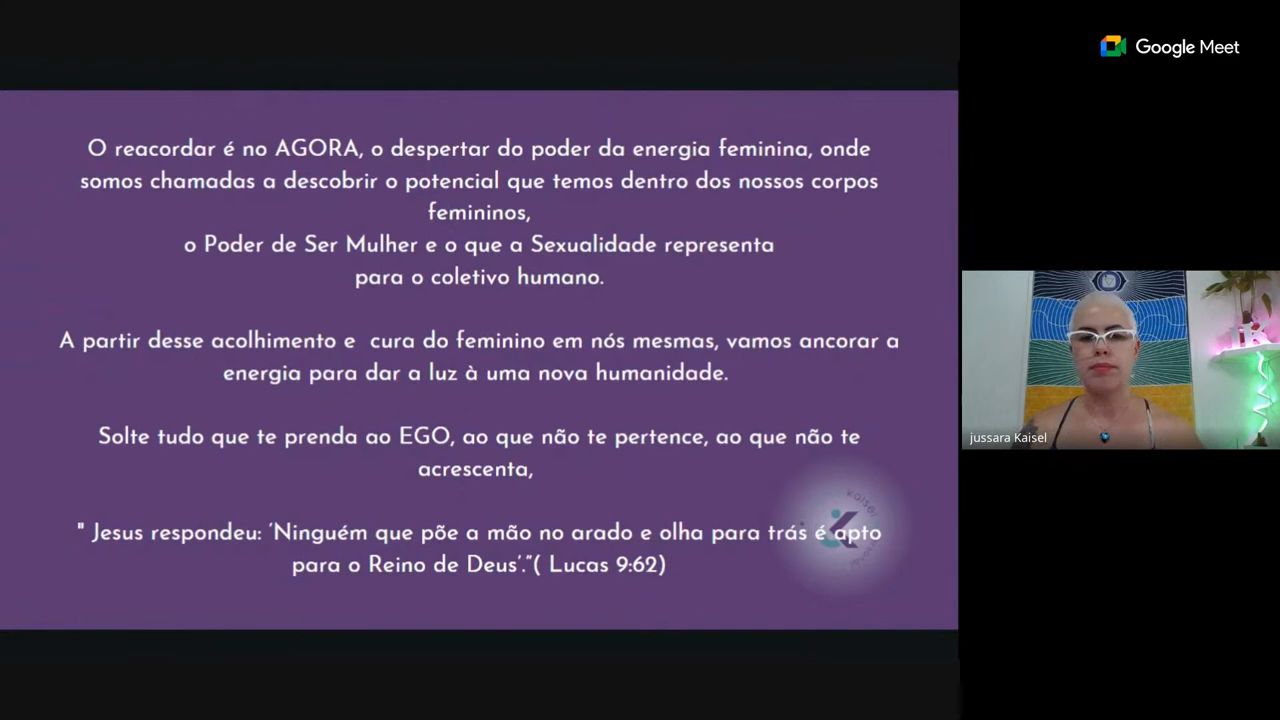 Google Meet
O reacordar é no AGORA, o despertar do poder da energia feminina, onde
somos chamadas a descobrir o potencial que temos dentro dos nossos corpos
femininos,
o Poder de Ser Mulher e o que a Sexualidade representa
para o coletivo humano.
A partir desse acolhimento e  cura do feminino em nós mesmas, vamos ancorar a
energia para dar a luz à uma nova humanidade.
Solte tudo que te prenda ao EGO, ao que não te pertence, ao que não te
acrescenta,
" Jesus respondeu: ‘Ninguém que põe a mão no arado e olha para trás é apto
para o Reino de Deus’.”( Lucas 9:62)
kaisel
jussara Kaisel